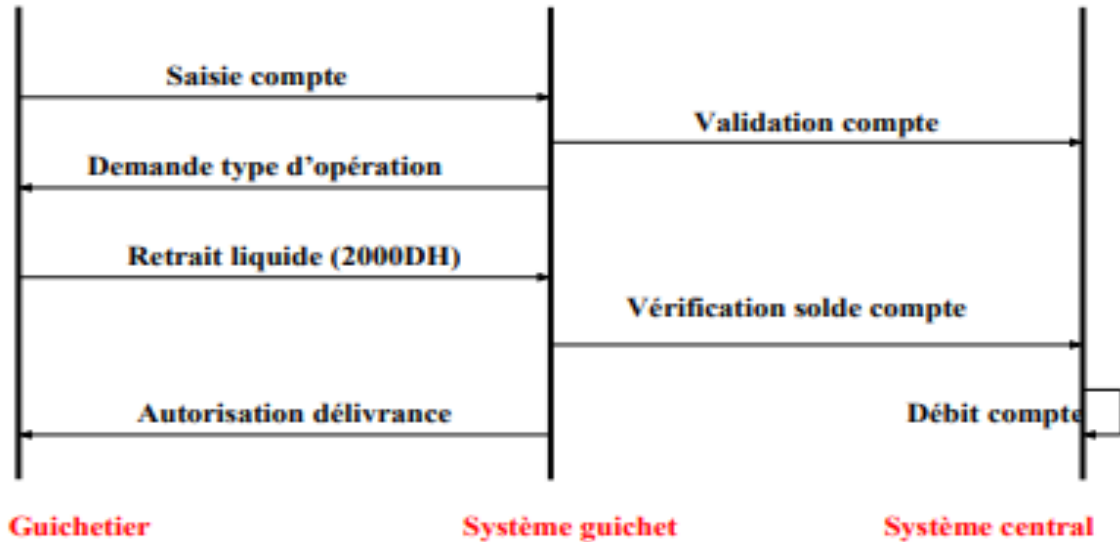 Saisie compte
Validation compte
Demande type d'opération
Retrait liquide (2000DH)
Vérification solde compte
Autorisation délivrance
Débit compte
Guichetier
Système guichet
Système central